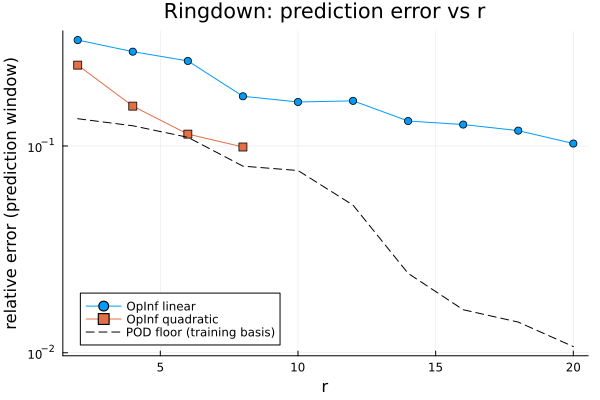 Ringdown: prediction error vs r
relative error (prediction window)
10⁻¹
10⁻²
OpInf linear
OpInf quadratic
POD floor (training basis)
5 10 15 20
r